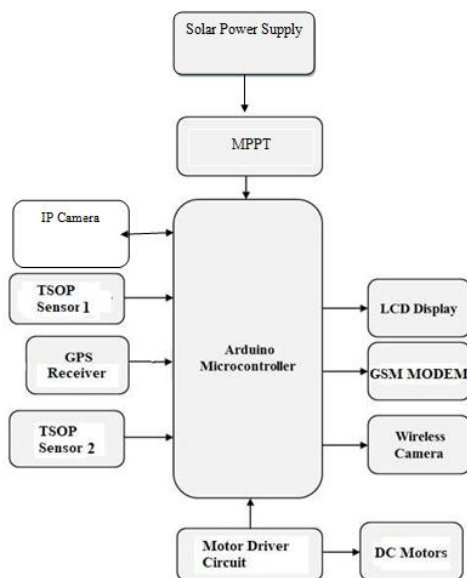 Solar Power Supply
MPPT
IP Camera
TSOP
Sensor 1
GPS
Receiver
TSOP
Sensor 2
Arduino
Microcontroller
LCD Display
GSM MODEM
Wireless
Camera
Motor Driver
Circuit
DC Motors